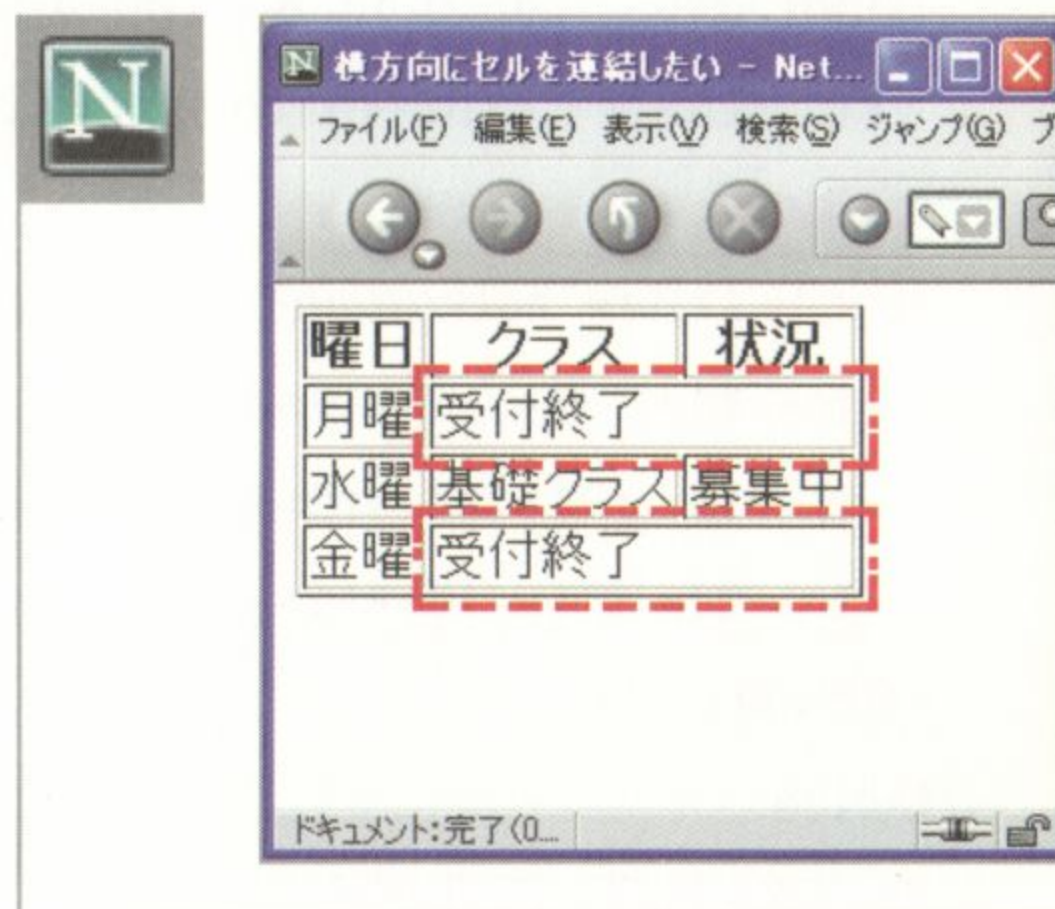 N
N 横方向にセルを連結したい - Net...
ファイル(F) 編集(E) 表示(V) 検索(S) ジャンプ(G) ブ
曜日 クラス 状況
月曜 受付終了
水曜 基礎クラス 募集中
金曜 受付終了
ドキュメント:完了(0...